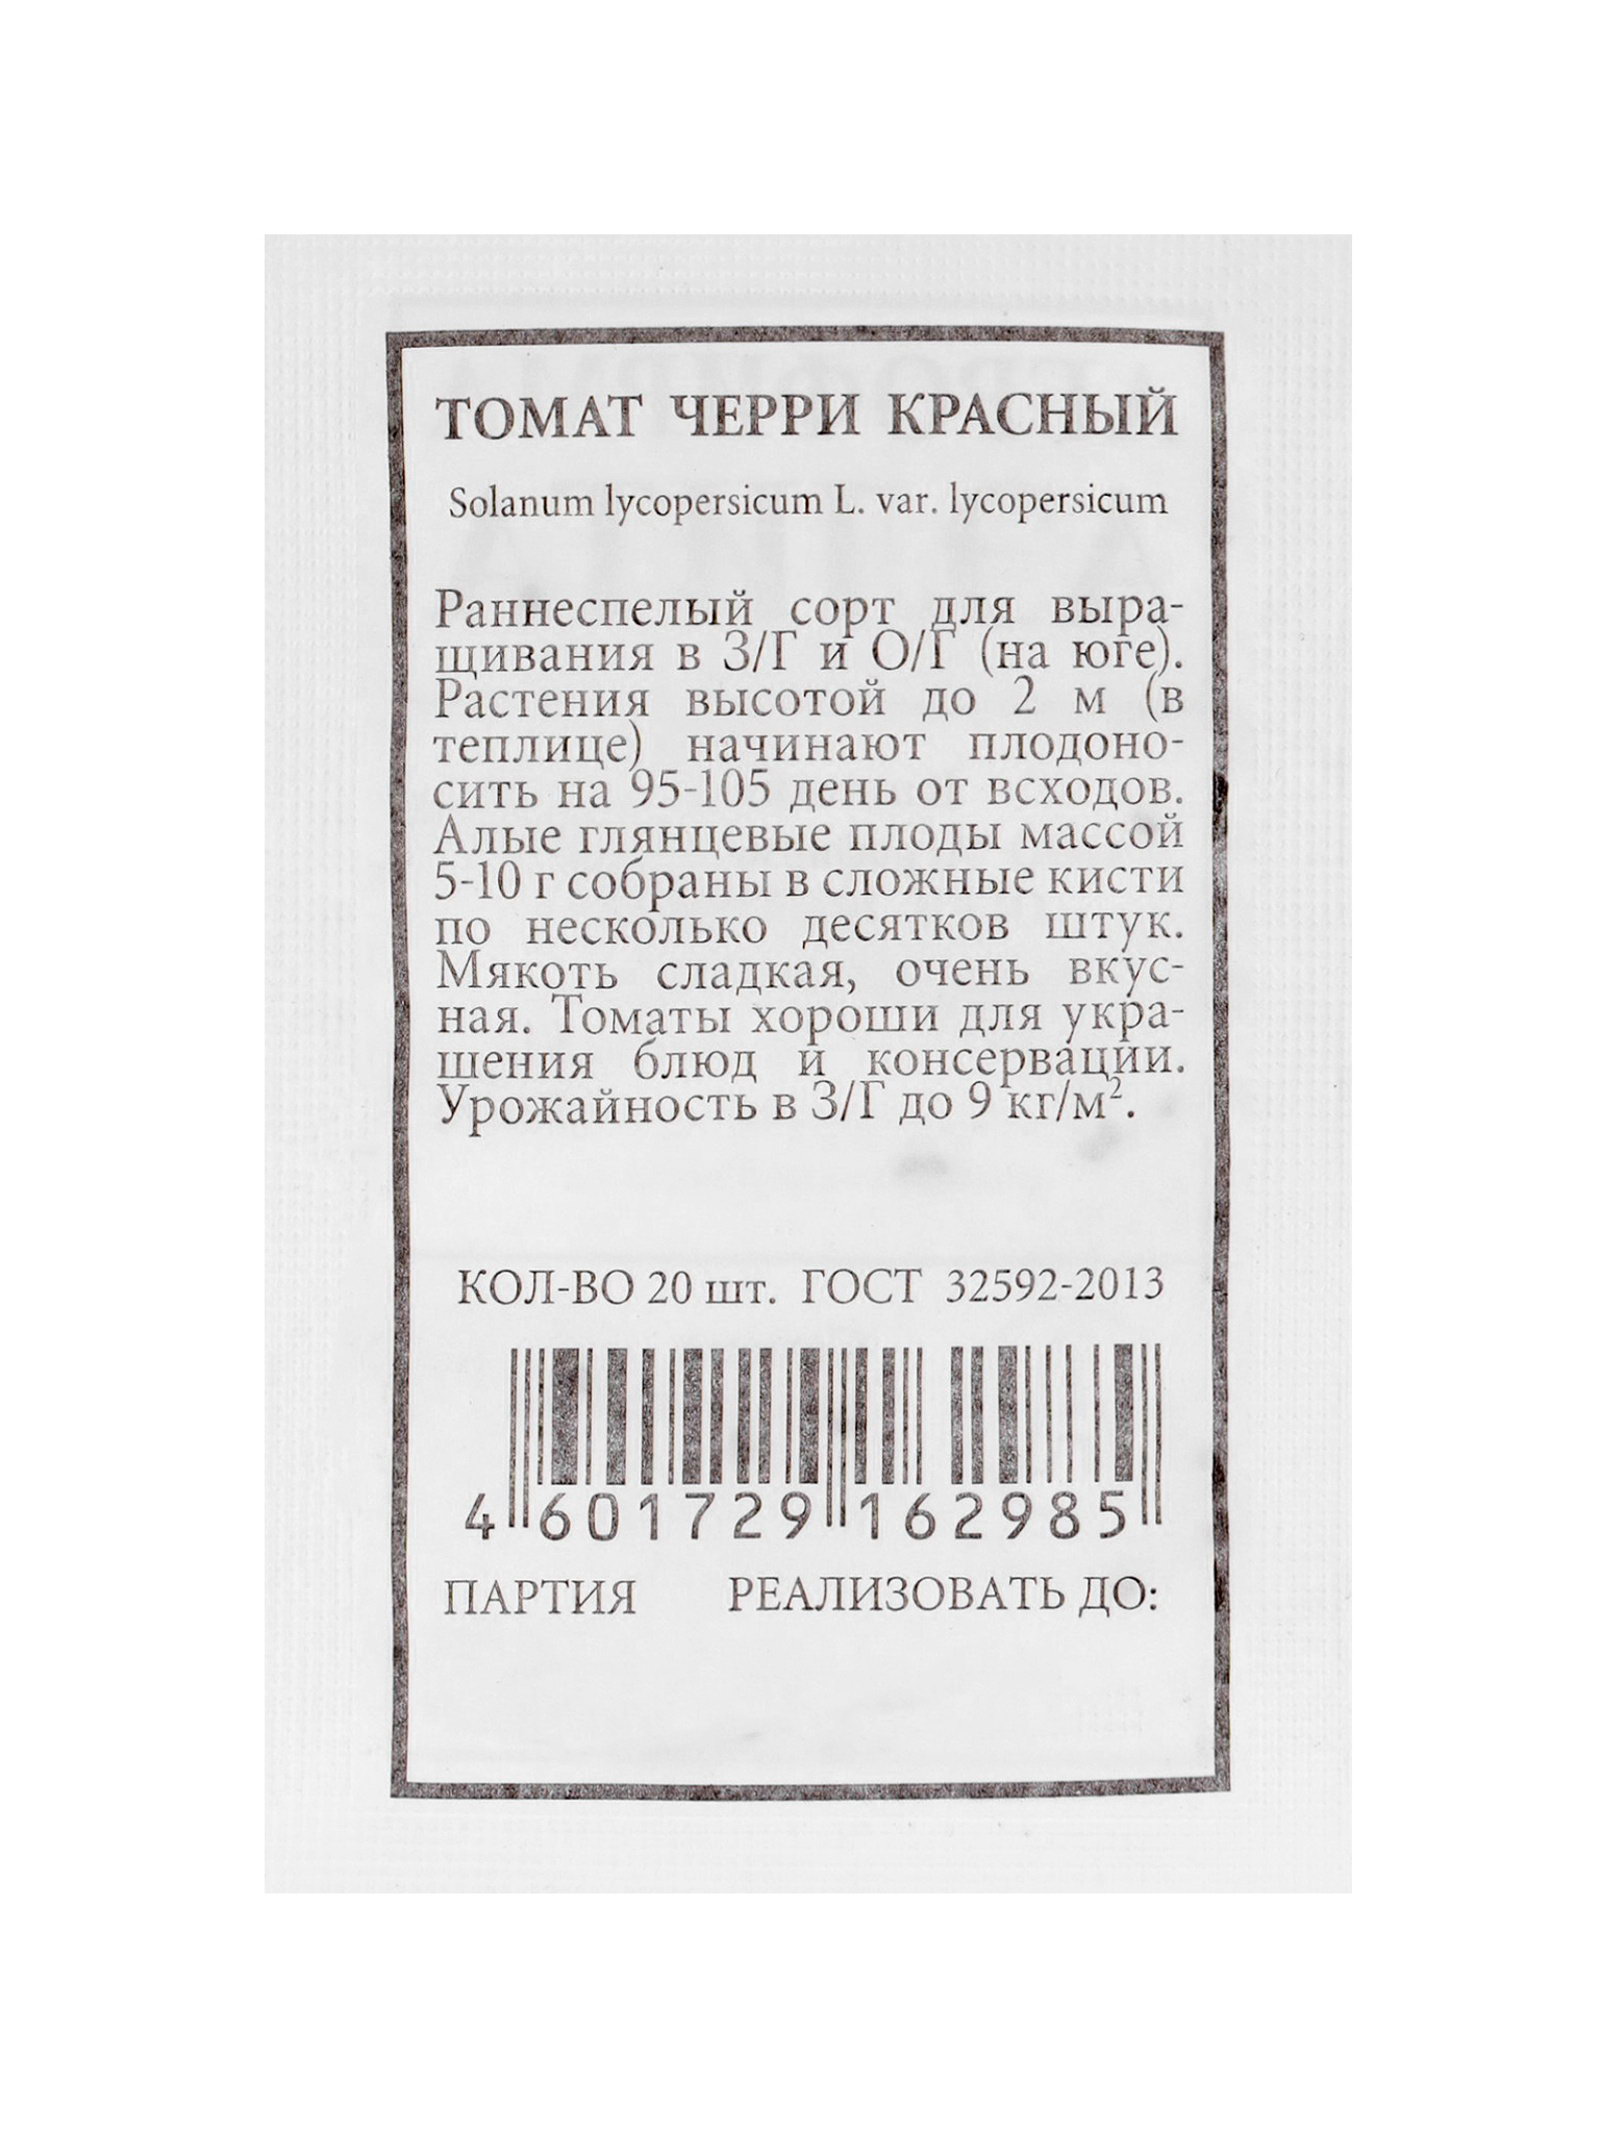 ТОМАТ ЧЕРРИ КРАСНЫЙ
Solanum lycopersicum L. var. lycopersicum
Раннеспелый сорт для выра-
щивания в З/Г и О/Г (на юге).
Растения высотой до 2 м (в
теплице) начинают плодоно-
сить на 95-105 день от всходов.
Алые глянцевые плоды массой
5-10 г собраны в сложные кисти
по несколько десятков штук.
Мякоть сладкая, очень вкус-
ная. Томаты хороши для укра-
шения блюд и консервации.
Урожайность в З/Г до 9 кг/м².
КОЛ-ВО 20 шт. ГОСТ 32592-2013
4 601729 162985
ПАРТИЯ РЕАЛИЗОВАТЬ ДО: